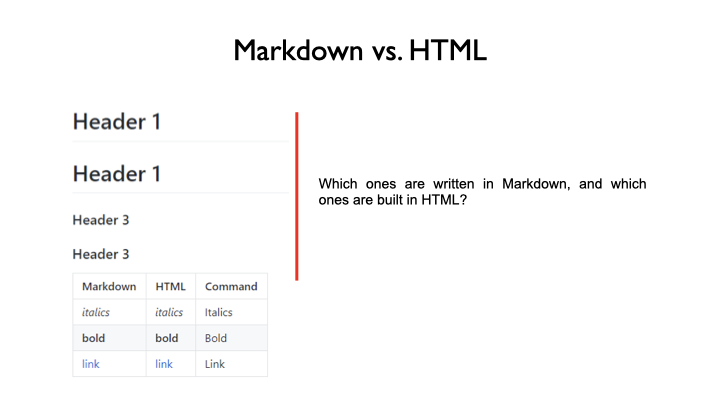 Markdown vs. HTML
Header 1
Header 1
Header 3
Header 3
Markdown HTML Command
italics italics Italics
bold bold Bold
link link Link
Which ones are written in Markdown, and which
ones are built in HTML?